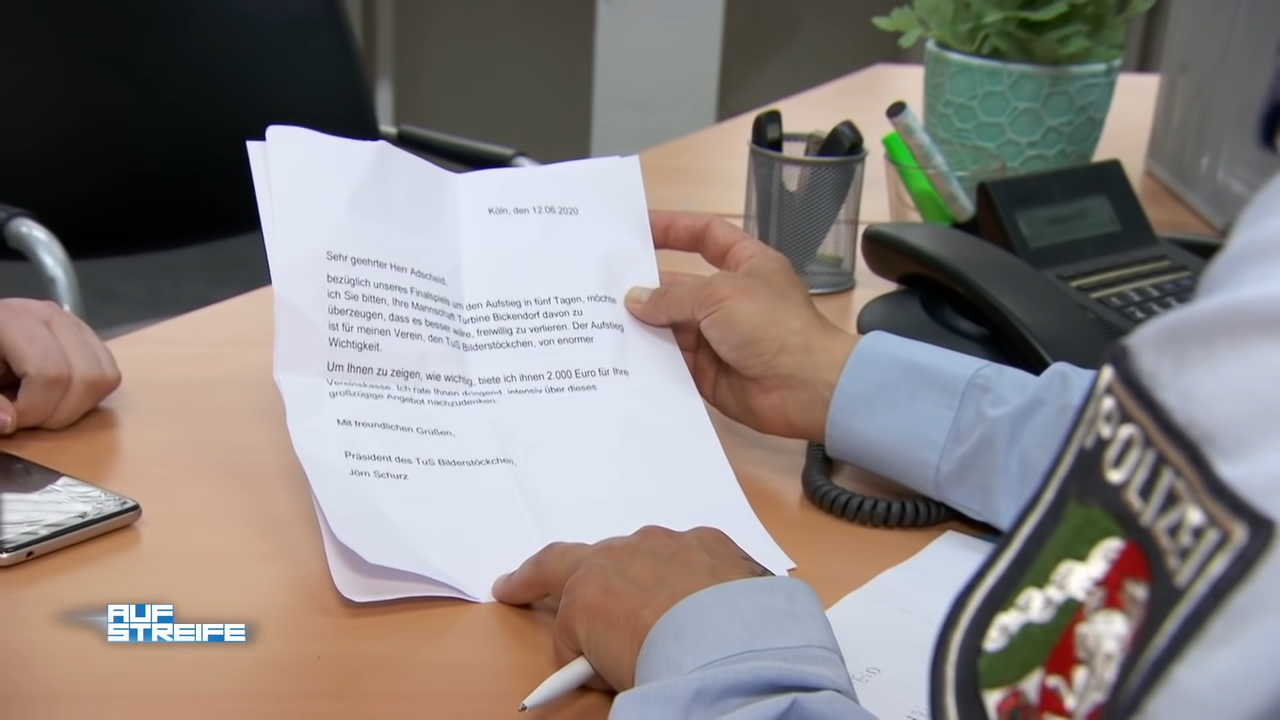 Köln, den 12.06.2020
Sehr geehrter Herr Adscheid,
bezüglich unseres Finalspiels um den Aufstieg in fünf Tagen, möchte
ich Sie bitten, Ihre Mannschaft Turbine Bickendorf davon zu
überzeugen, dass es besser wäre, freiwillig zu verlieren. Der Aufstieg
ist für meinen Verein, den TuS Bilderstöckchen, von enormer
Wichtigkeit.
Um Ihnen zu zeigen, wie wichtig, biete ich ihnen 2.000 Euro für Ihre
Vereinskasse. Ich rate Ihnen dringend, intensiv über dieses
großzügige Angebot nachzudenken.
Mit freundlichen Grüßen,
Präsident des TuS Bilderstöckchen,
Jörn Schurz
POLIZEI
AUF
STREIFE